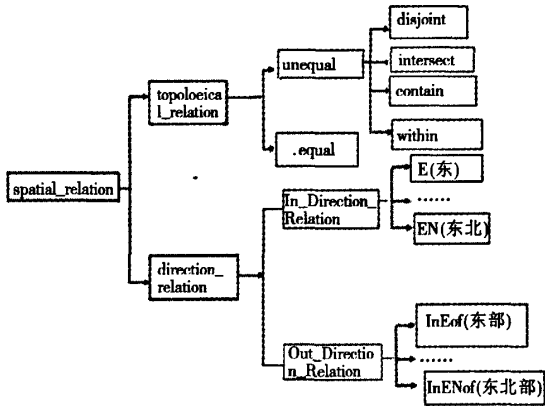 disjoint
unequal
intersect
topoloeica
l_relation
contain
within
.equal
E(东)
spatial_relation
In_Direction_
Relation
……
EN(东北)
direction_
relation
InEof(东部)
Out_Directio
n_Relation
……
InENof(东北部)